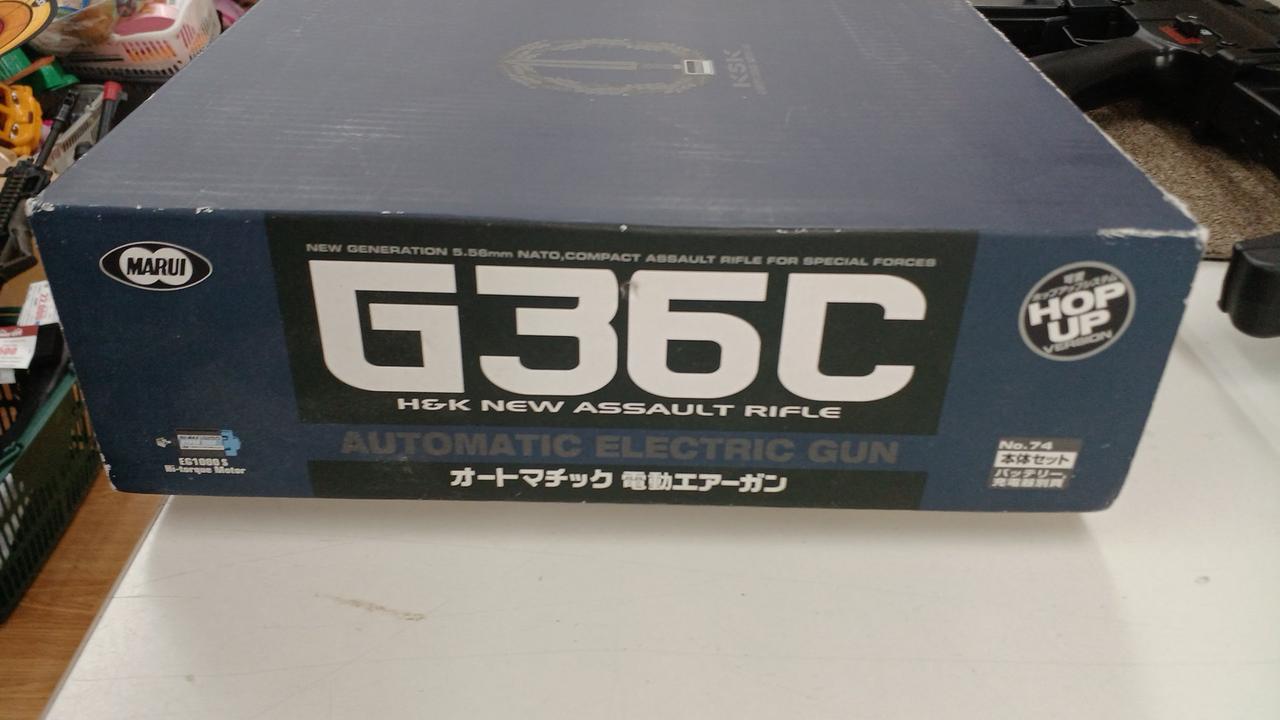 KSK
MARUI
NEW GENERATION 5.56mm NATO,COMPACT ASSAULT RIFLE FOR SPECIAL FORCES
G36C
H&K NEW ASSAULT RIFLE
AUTOMATIC ELECTRIC GUN
オートマチック 電動エアーガン
HOP
UP
VERSION
EG1000 S
Hi-torque Motor
No.74
本体セット
バッテリー
充電器別売